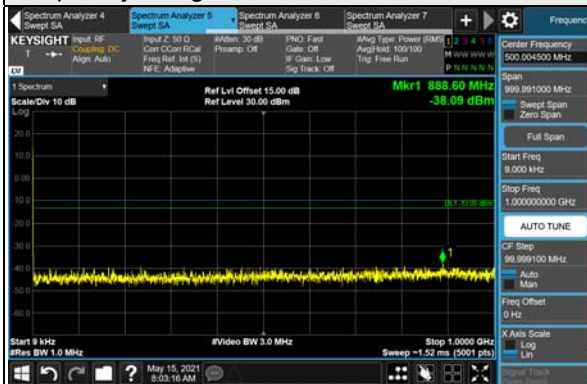 Spectrum Analyzer 4
Swept SA
Spectrum Analyzer 5
Swept SA
Spectrum Analyzer 6
Swept SA
Spectrum Analyzer 7
Swept SA
Frequency
KEYSIGHT
Input: RF
Coupling: DC
Align: Auto
Input Z: 50 Ω
Corr CCorr RCal
Freq Ref: Int (S)
NFE: Adaptive
#Atten: 30 dB
Preamp: Off
PNO: Fast
Gate: Off
IF Gain: Low
Sig Track: Off
#Avg Type: Power (RMS)
Avg|Hold: 100/100
Trig: Free Run
1 2 3 4 5 6
M W W W W W
P N N N N N
1 Spectrum
Scale/Div 10 dB
Log
Ref Lvl Offset 15.00 dB
Ref Level 30.00 dBm
Mkr1 888.60 MHz
-38.09 dBm
20.0
10.0
0.00
-10.0
-20.0
-30.0
-40.0
-50.0
-60.0
1
Start 9 kHz
#Res BW 1.0 MHz
#Video BW 3.0 MHz
Stop 1.0000 GHz
Sweep ~1.52 ms (5001 pts)
May 15, 2021
8:03:16 AM
Center Frequency
500.004500 MHz
Span
999.991000 MHz
Swept Span
Zero Span
Full Span
Start Freq
9.000 kHz
Stop Freq
1.000000000 GHz
AUTO TUNE
CF Step
99.999100 MHz
Auto
Man
Freq Offset
0 Hz
X Axis Scale
Log
Lin
Signal Track